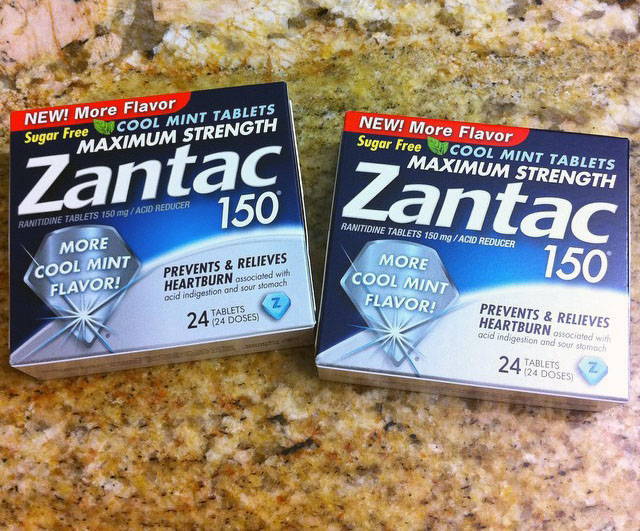 NEW! More Flavor
Sugar Free COOL MINT TABLETS
MAXIMUM STRENGTH
Zantac
RANITIDINE TABLETS 150 mg / ACID REDUCER
150®
MORE
COOL MINT
FLAVOR!
PREVENTS & RELIEVES
HEARTBURN associated with
acid indigestion and sour stomach
24 TABLETS
(24 DOSES)
Z
NEW! More Flavor
Sugar Free COOL MINT TABLETS
MAXIMUM STRENGTH
Zantac
RANITIDINE TABLETS 150 mg / ACID REDUCER
150®
MORE
COOL MINT
FLAVOR!
PREVENTS & RELIEVES
HEARTBURN associated with
acid indigestion and sour stomach
24 TABLETS
(24 DOSES)
Z